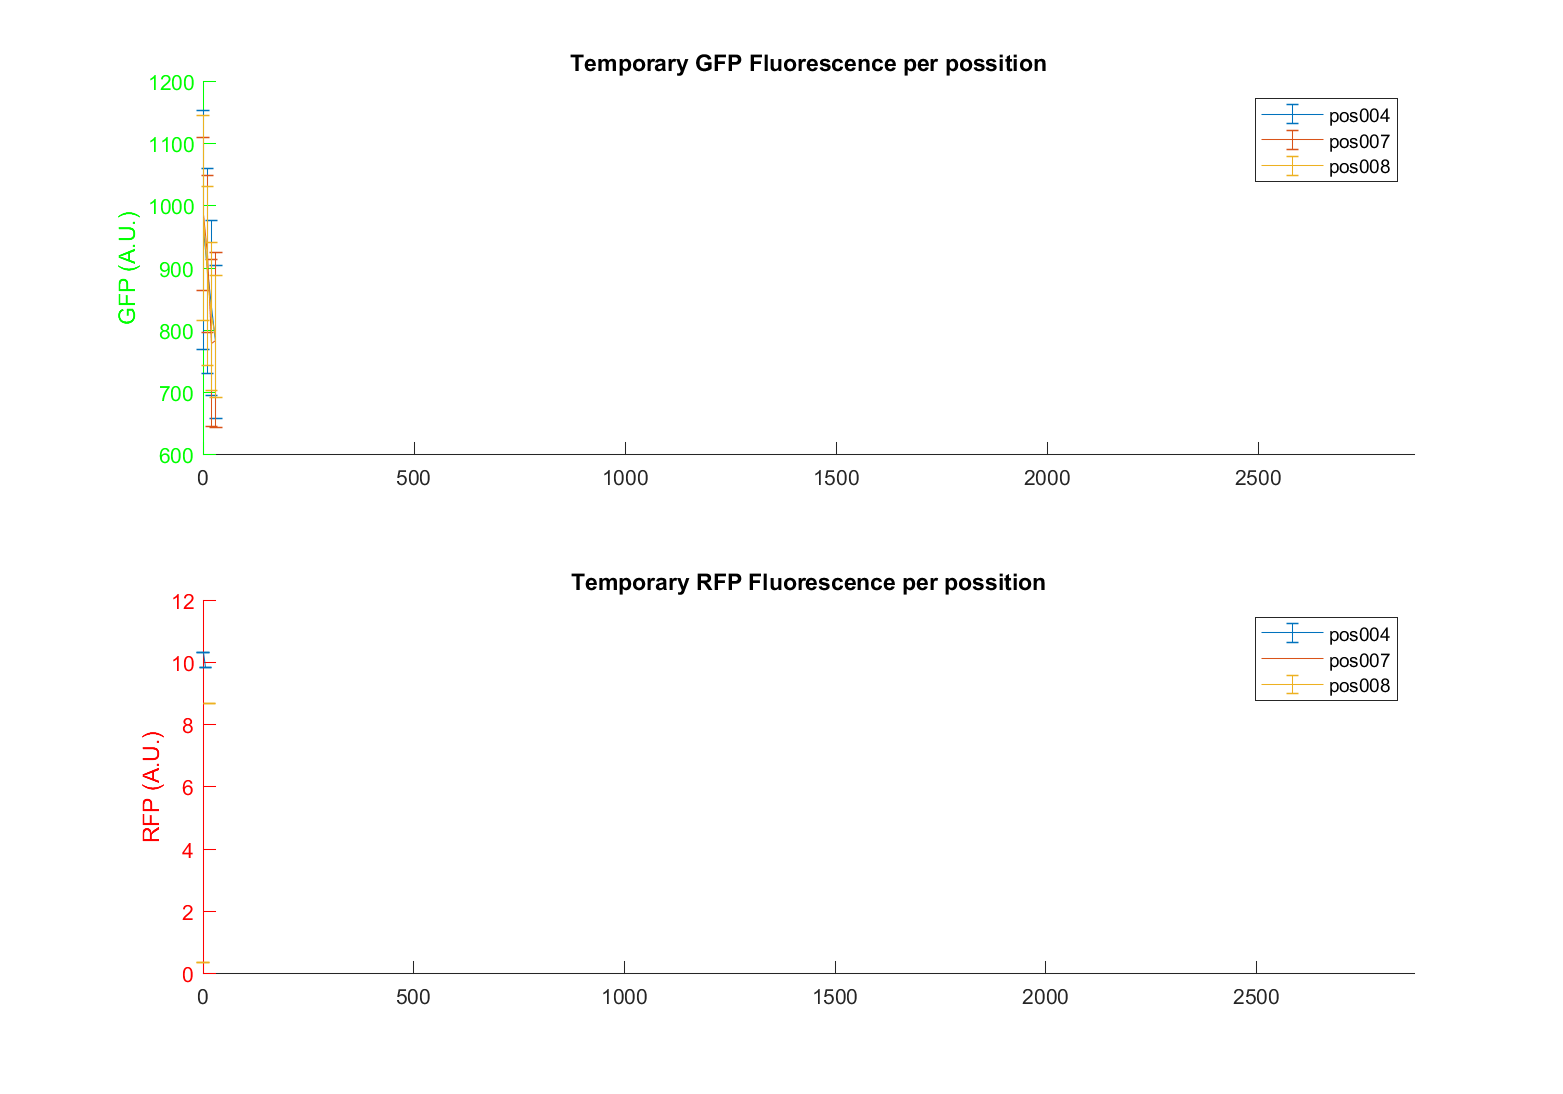 Temporary GFP Fluorescence per possition
GFP (A.U.)
1200
1100
1000
900
800
700
600
0 500 1000 1500 2000 2500
pos004
pos007
pos008
Temporary RFP Fluorescence per possition
RFP (A.U.)
12
10
8
6
4
2
0
0 500 1000 1500 2000 2500
pos004
pos007
pos008